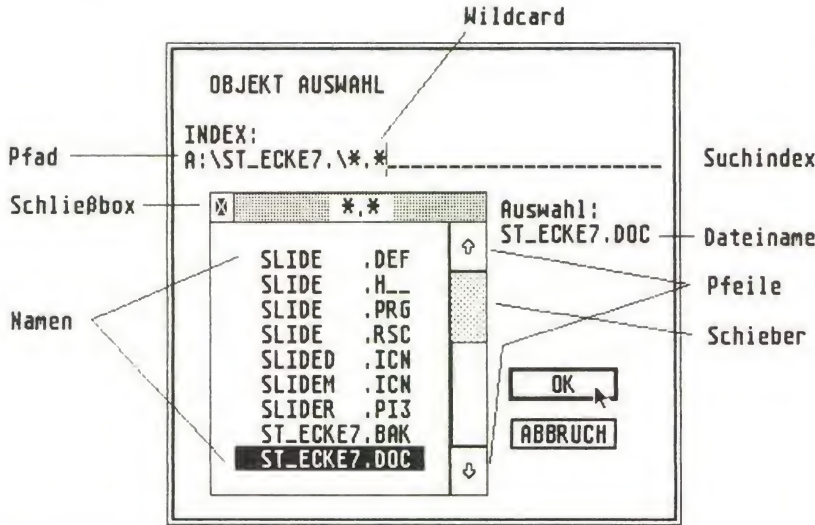 Wildcard
OBJEKT AUSWAHL
INDEX:
Pfad
A:\ST_ECKE7.\*.*
Suchindex
Schließbox
*.*
Auswahl:
ST_ECKE7.DOC
Dateiname
SLIDE .DEF
SLIDE .H__
SLIDE .PRG
SLIDE .RSC
SLIDED .ICN
SLIDEM .ICN
SLIDER .PI3
ST_ECKE7.BAK
ST_ECKE7.DOC
Namen
Pfeile
Schieber
OK
ABBRUCH